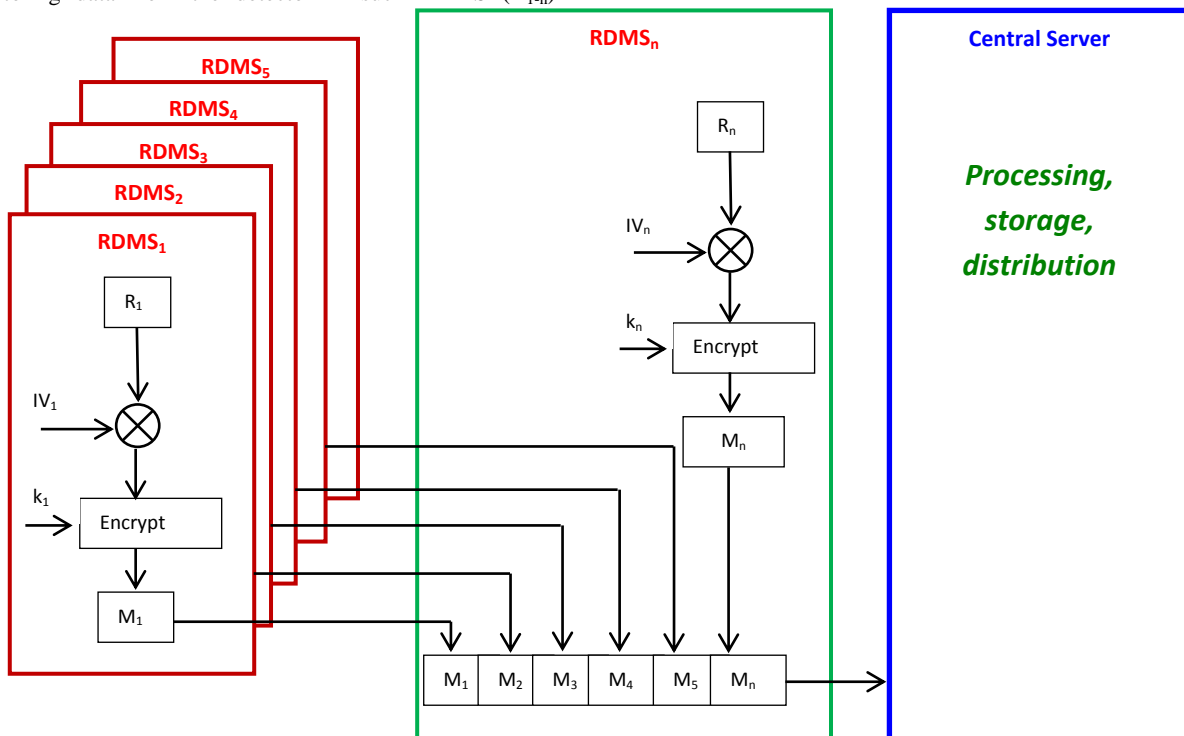 RDMS5
RDMS4
RDMS3
RDMS2
RDMS1
R1
IV1
k1
Encrypt
M1
RDMSn
Rn
IVn
kn
Encrypt
Mn
M1 M2 M3 M4 M5 Mn
Central Server
Processing,
storage,
distribution